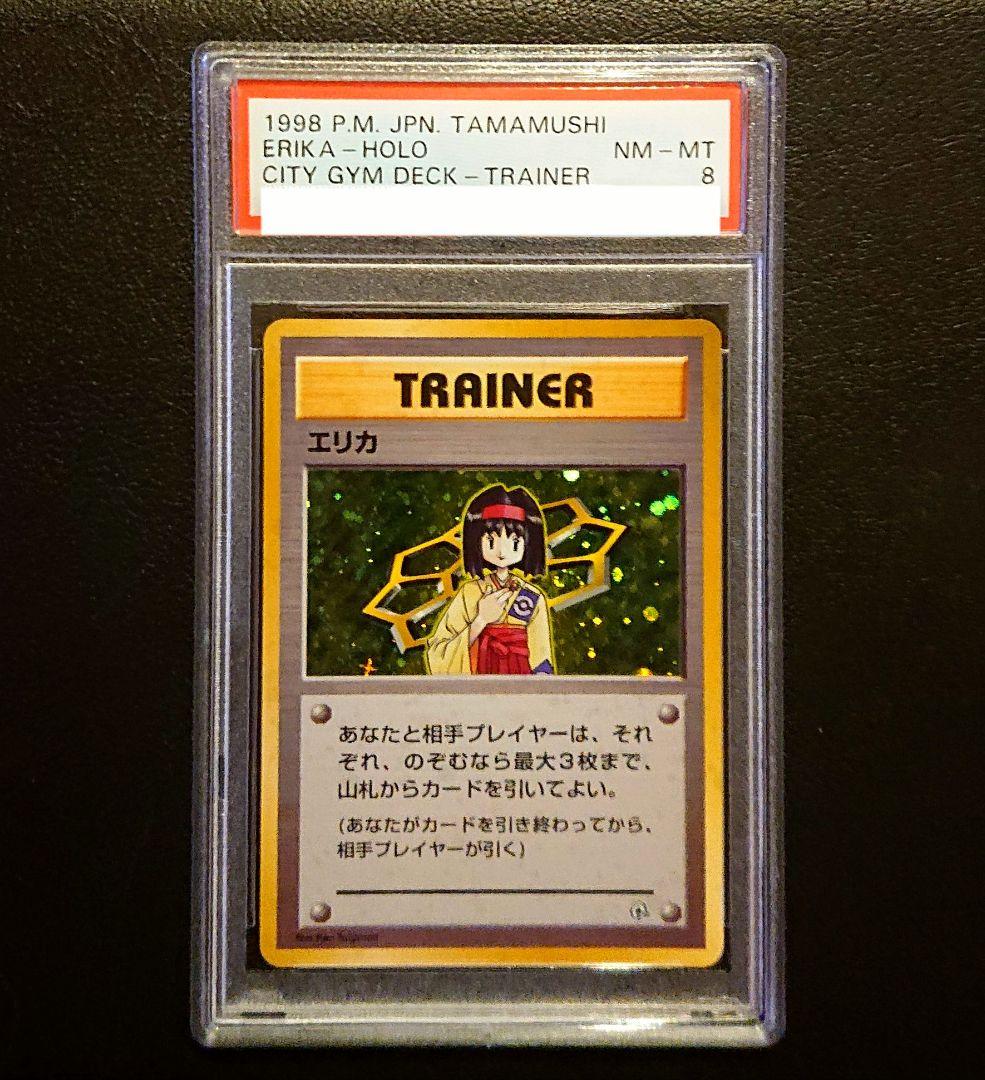 1998 P.M. JPN. TAMAMUSHI
ERIKA-HOLO NM-MT
CITY GYM DECK-TRAINER 8
TRAINER
エリカ
あなたと相手プレイヤーは、それ
ぞれ、のぞむなら最大3枚まで、
山札からカードを引いてよい。
(あなたがカードを引き終わってから、
相手プレイヤーが引く)